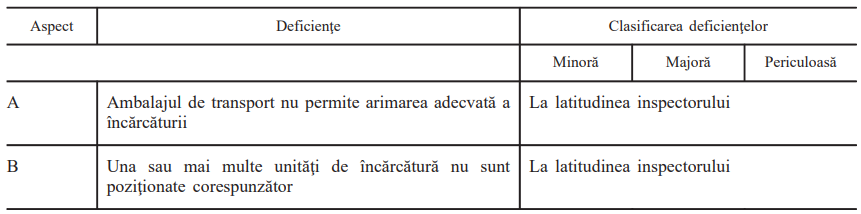 Aspect Deficiențe Clasificarea deficiențelor
Minoră Majoră Periculoasă
A Ambalajul de transport nu permite arimarea adecvată a La latitudinea inspectorului
încărcăturii
B Una sau mai multe unități de încărcătură nu sunt La latitudinea inspectorului
poziționate corespunzător